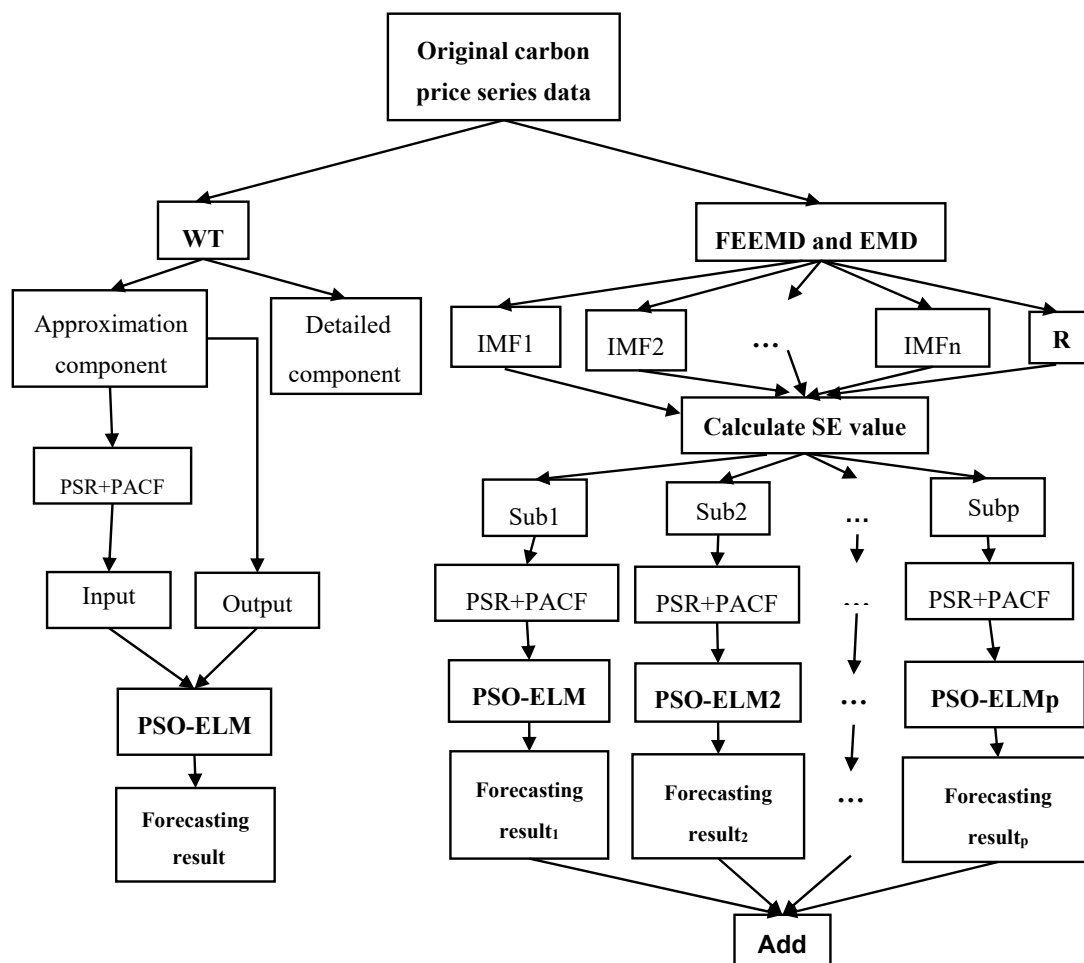 Original carbon
price series data
WT
FEEMD and EMD
Approximation
component
Detailed
component
IMF1
IMF2
...
IMFn
R
Calculate SE value
PSR+PACF
Sub1
Sub2
...
Subp
Input
Output
PSR+PACF
PSR+PACF
...
PSR+PACF
PSO-ELM
PSO-ELM
PSO-ELM2
...
PSO-ELMp
Forecasting
result
Forecasting
result₁
Forecasting
result₂
...
Forecasting
resultₚ
Add